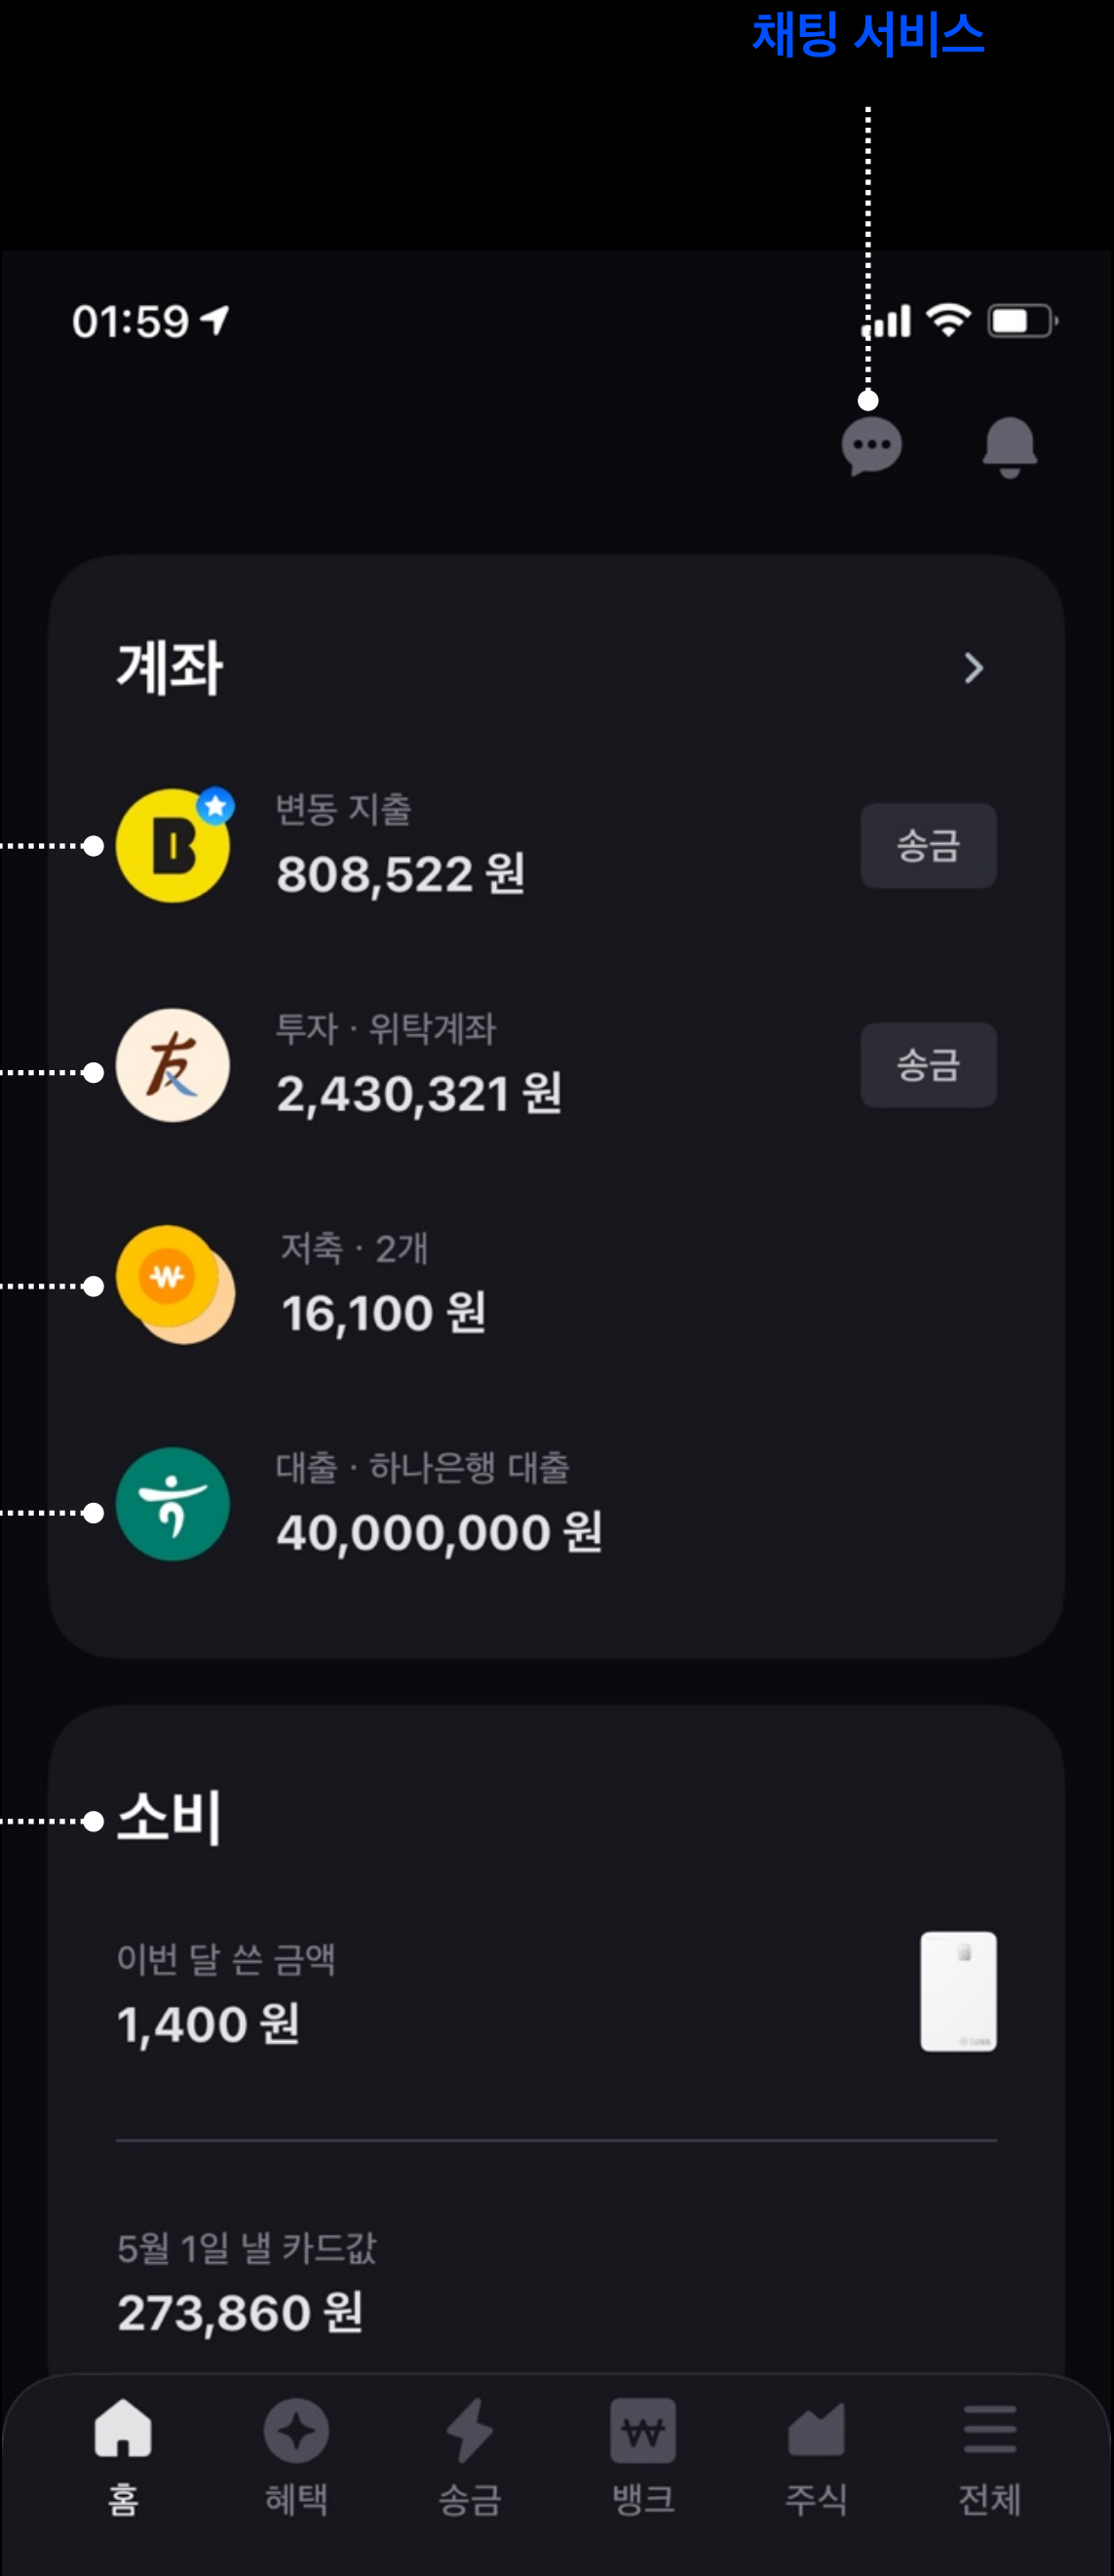 채팅 서비스
01:59
계좌
B
변동 지출
808,522 원
송금
友
투자 · 위탁계좌
2,430,321 원
송금
₩
저축 · 2개
16,100 원
대출 · 하나은행 대출
40,000,000 원
소비
이번 달 쓴 금액
1,400 원
toss
5월 1일 낼 카드값
273,860 원
₩
홈 혜택 송금 뱅크 주식 전체